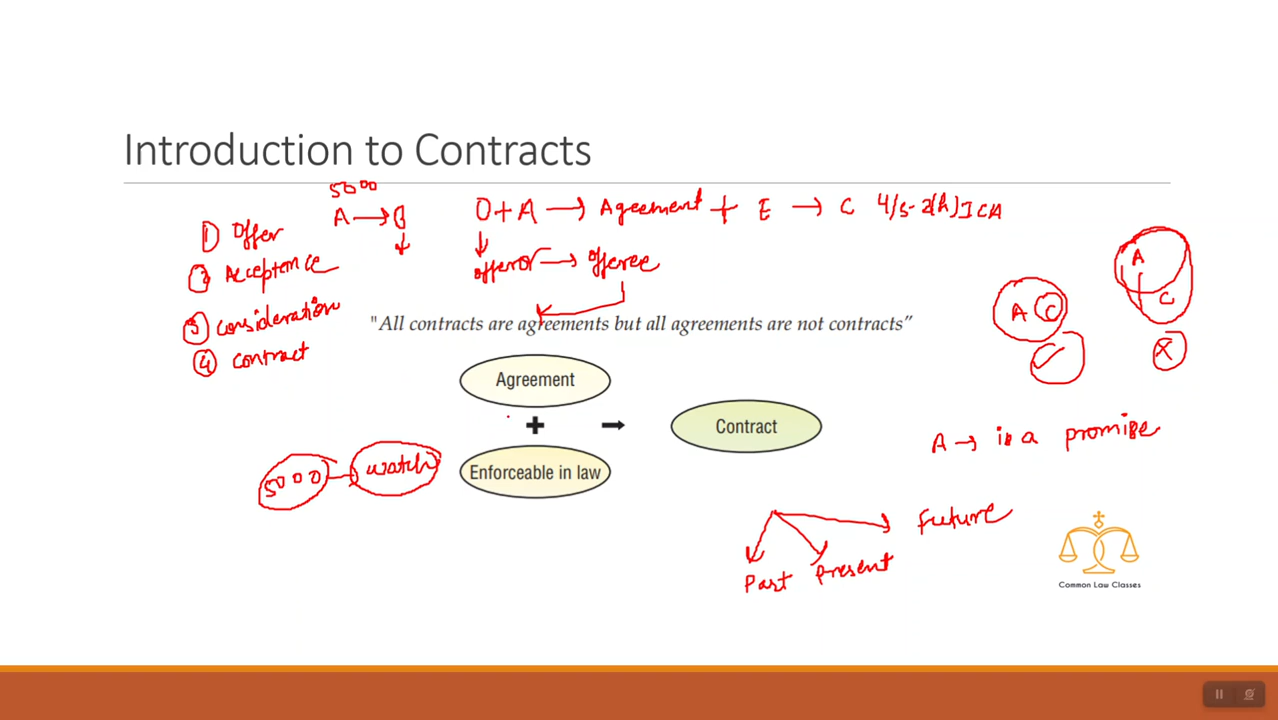 Introduction to Contracts
5000
A → B
O + A → Agreement + E → C 4/s-2(h) ICA
1) Offer
offeror → offeree
2 Acceptence
3 consideration
4 contract
"All contracts are agreements but all agreements are not contracts"
A
C
A C
✓
X
Agreement
+
Contract
Enforceable in law
A → is a promise
5000 watch
Future
Past Present
Common Law Classes